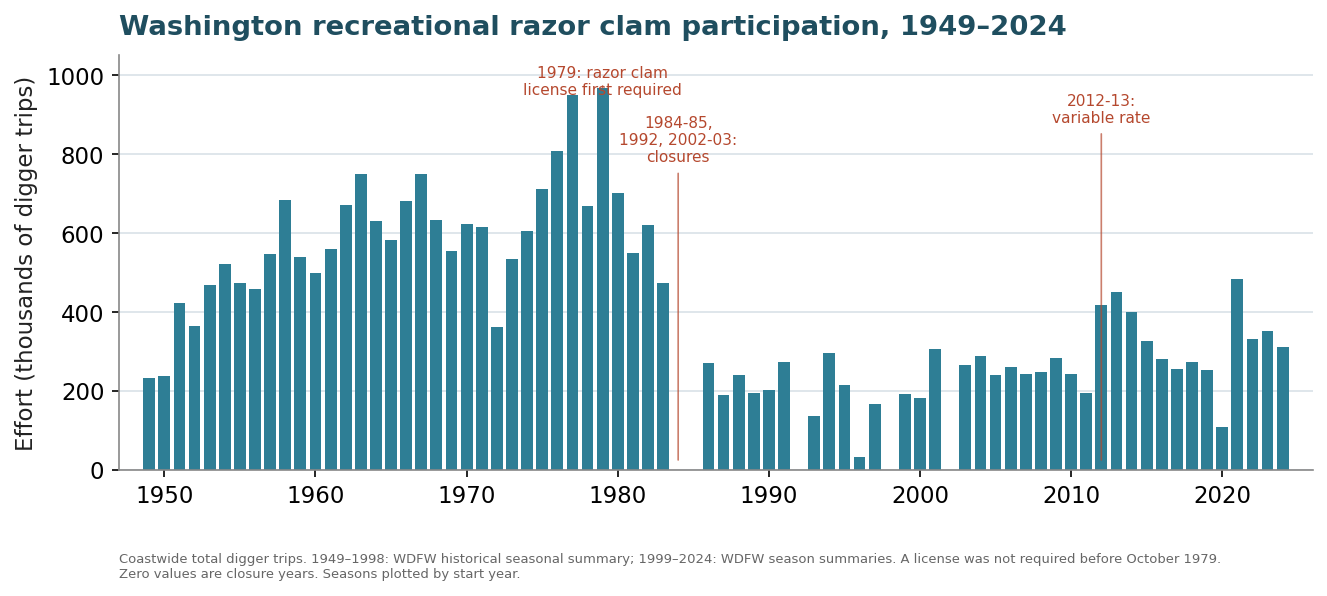 Washington recreational razor clam participation, 1949–2024
Effort (thousands of digger trips)
1000
800
600
400
200
0
1979: razor clam
license first required
1984-85,
1992, 2002-03:
closures
2012-13:
variable rate
1950 1960 1970 1980 1990 2000 2010 2020
Coastwide total digger trips. 1949–1998: WDFW historical seasonal summary; 1999–2024: WDFW season summaries. A license was not required before October 1979.
Zero values are closure years. Seasons plotted by start year.